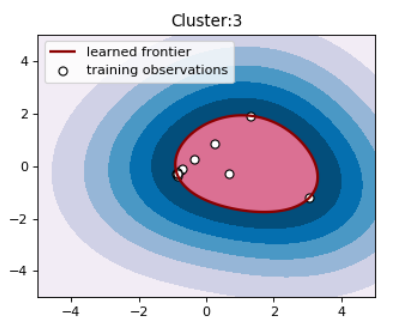 Cluster:3
learned frontier
training observations
4
2
0
−2
−4
−4 −2 0 2 4